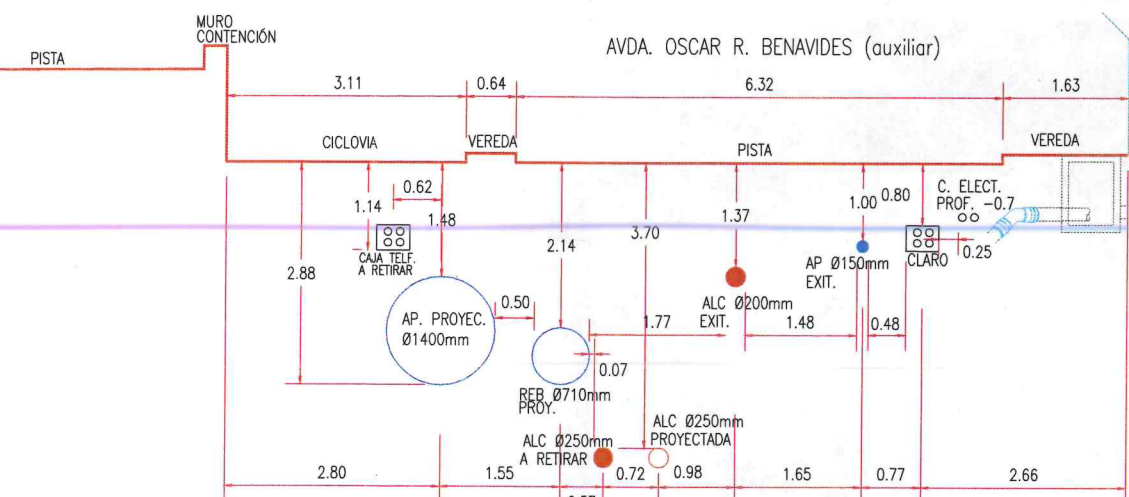 MURO
CONTENCIÓN
PISTA
AVDA. OSCAR R. BENAVIDES (auxiliar)
3.11
0.64
6.32
1.63
CICLOVIA
VEREDA
PISTA
VEREDA
0.62
1.14
1.48
2.88
CAJA TELF.
A RETIRAR
2.14
3.70
1.37
1.00
0.80
C. ELECT.
PROF. -0.7
0.25
CLARO
AP Ø150mm
EXIT.
ALC Ø200mm
EXIT.
AP. PROYEC.
Ø1400mm
0.50
1.77
1.48
0.48
0.07
REB Ø710mm
PROY.
ALC Ø250mm
A RETIRAR
ALC Ø250mm
PROYECTADA
2.80
1.55
0.72
0.98
1.65
0.77
2.66